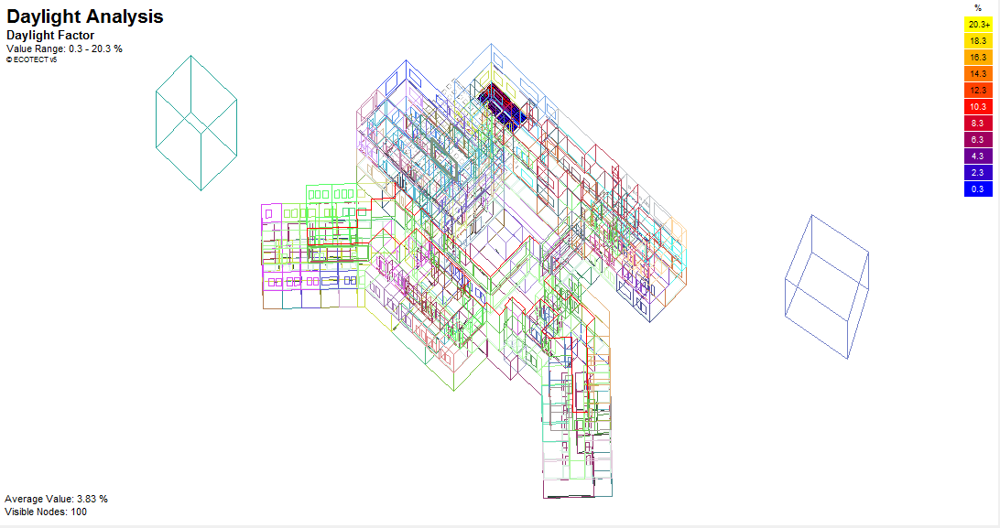 Daylight Analysis
Daylight Factor
Value Range: 0.3 - 20.3 %
© ECOTECT v5
%
20.3+
18.3
16.3
14.3
12.3
10.3
8.3
6.3
4.3
2.3
0.3
Average Value: 3.83 %
Visible Nodes: 100